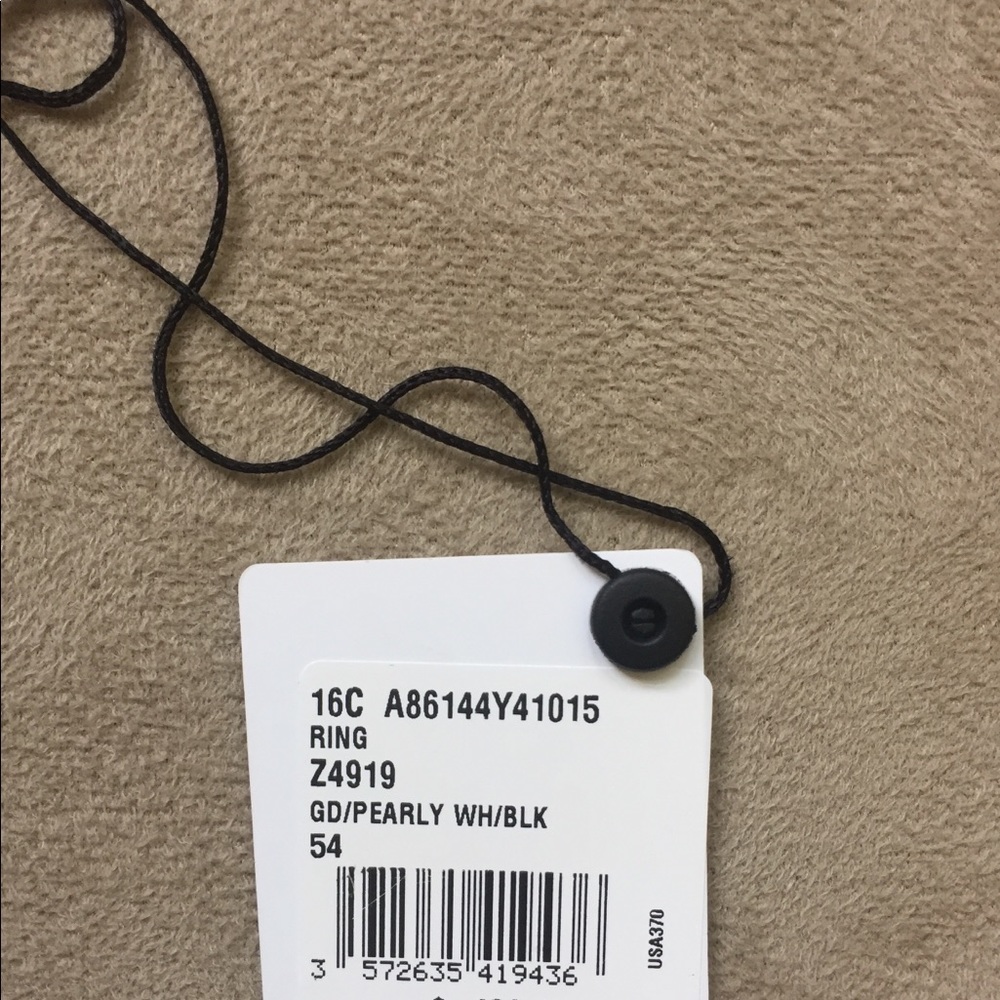 16C A86144Y41015
RING
Z4919
GD/PEARLY WH/BLK
54
USA370
3 572635 419436